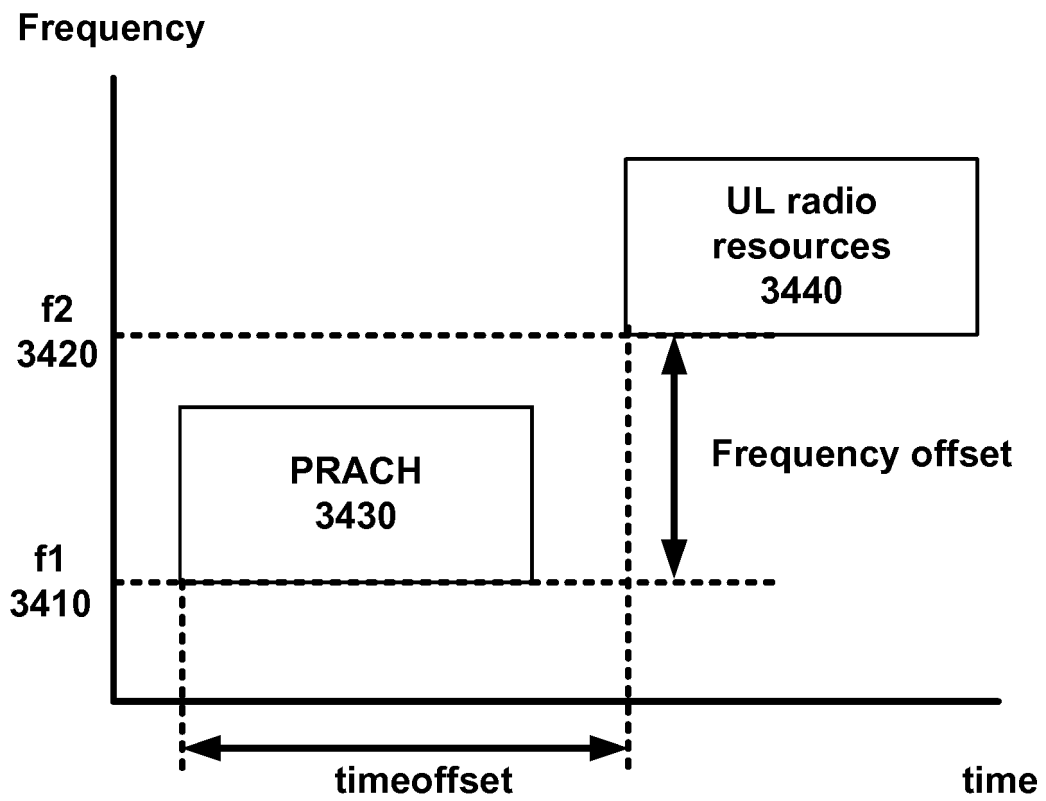 Frequency
UL radio
resources
3440
f2
3420
Frequency offset
PRACH
3430
f1
3410
timeoffset
time